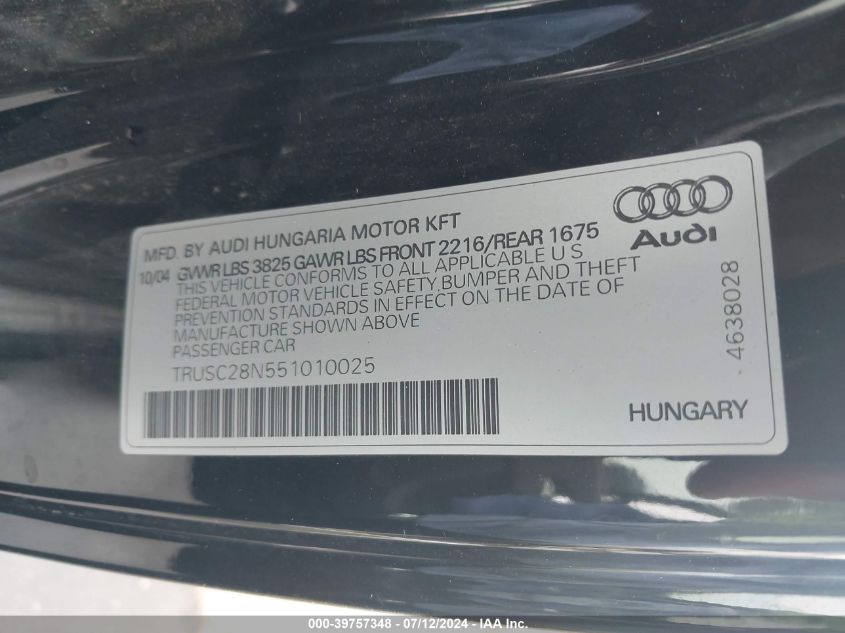 MFD. BY AUDI HUNGARIA MOTOR KFT
10/04 GVWR LBS 3825 GAWR LBS FRONT 2216/REAR 1675
THIS VEHICLE CONFORMS TO ALL APPLICABLE U S
FEDERAL MOTOR VEHICLE SAFETY,BUMPER AND THEFT
PREVENTION STANDARDS IN EFFECT ON THE DATE OF
MANUFACTURE SHOWN ABOVE
PASSENGER CAR
TRUSC28N551010025
Audi
4638028
HUNGARY
000-39757348 - 07/12/2024 - IAA Inc.